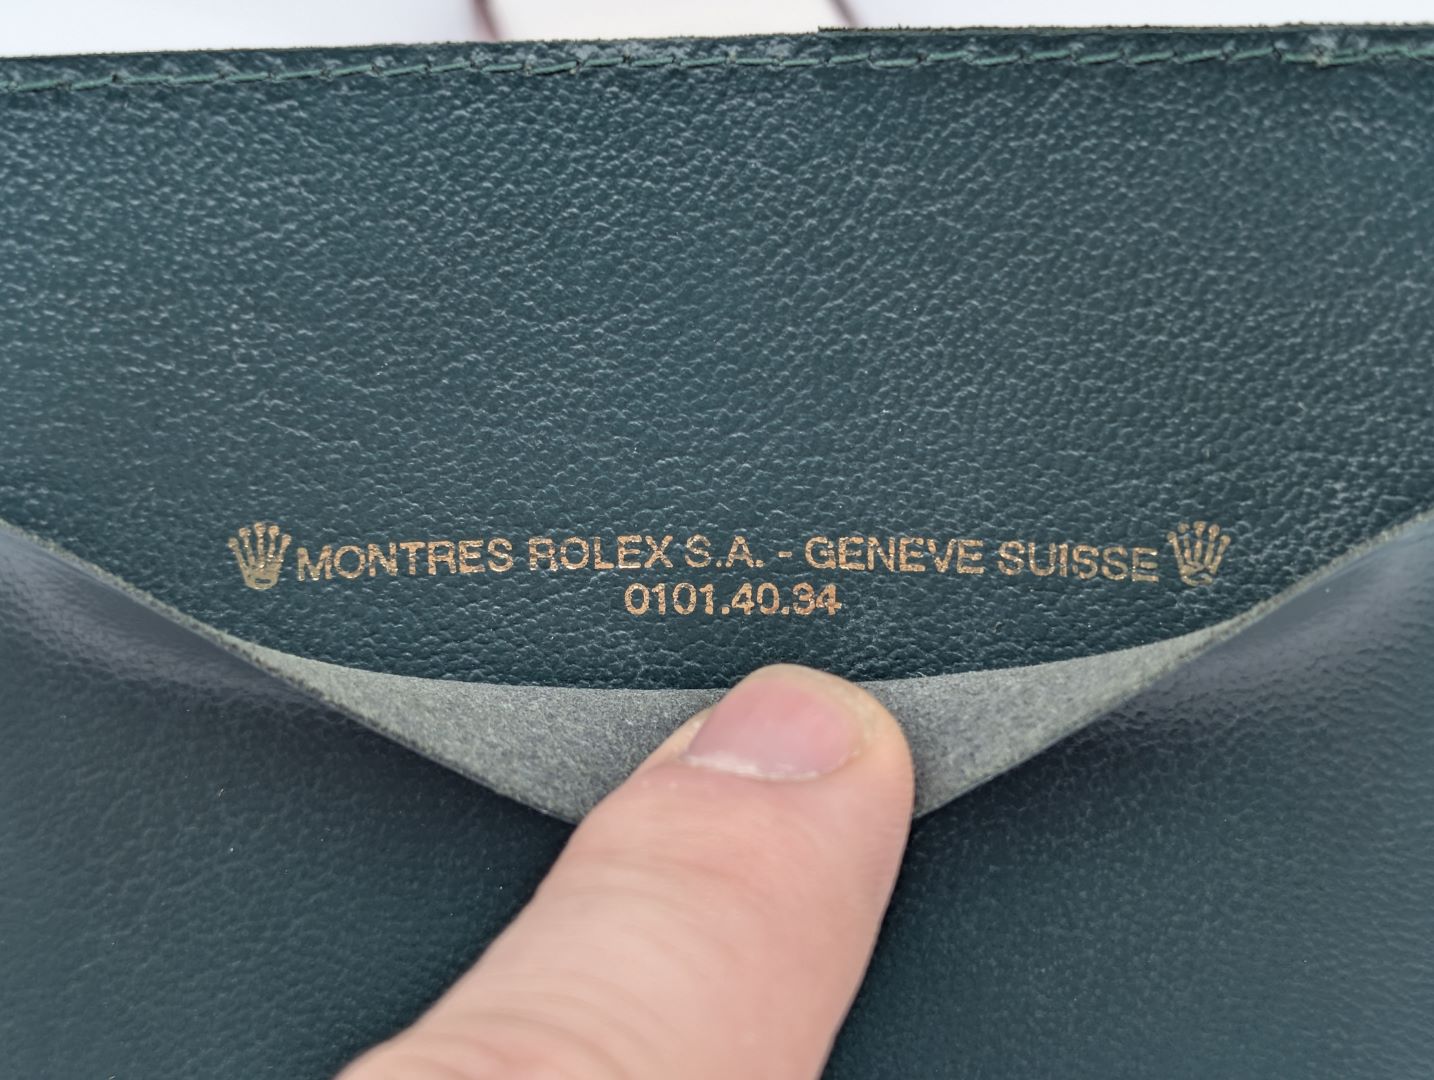 MONTRES ROLEX S.A. - GENEVE SUISSE
0101.40.34